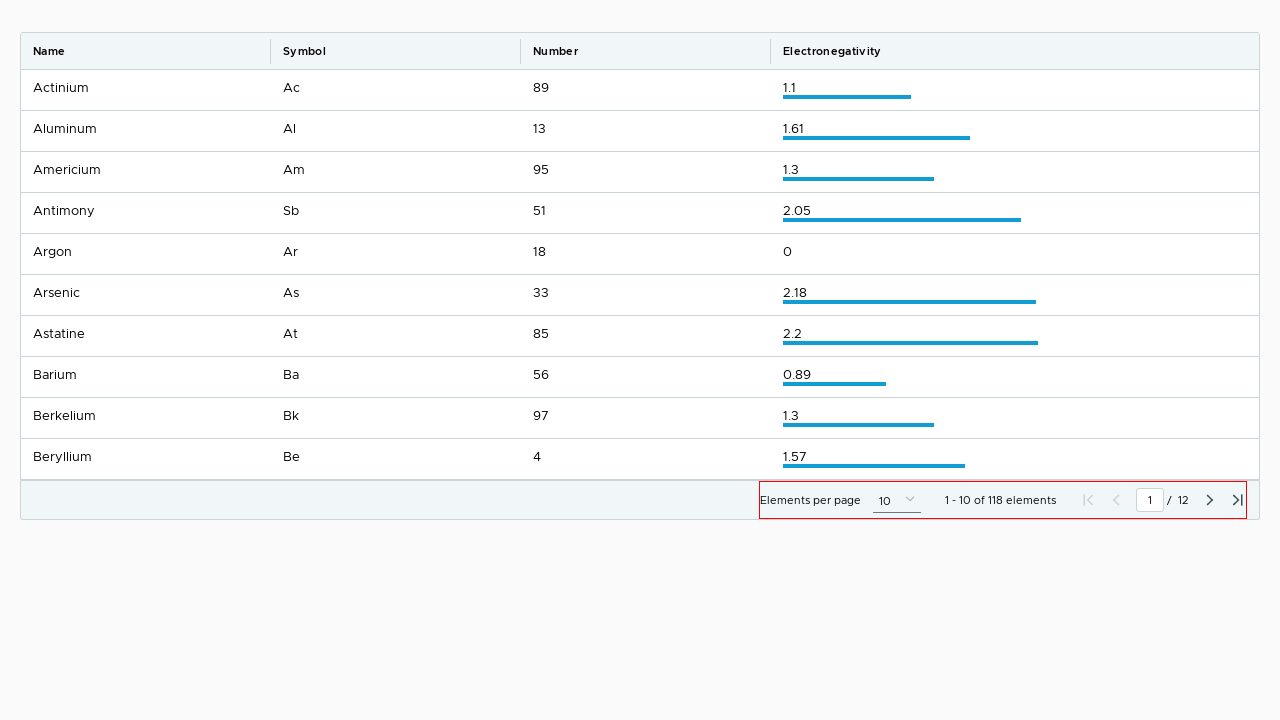 Name Symbol Number Electronegativity
Actinium Ac 89 1.1
Aluminum Al 13 1.61
Americium Am 95 1.3
Antimony Sb 51 2.05
Argon Ar 18 0
Arsenic As 33 2.18
Astatine At 85 2.2
Barium Ba 56 0.89
Berkelium Bk 97 1.3
Beryllium Be 4 1.57
Elements per page 10 1 - 10 of 118 elements 1 / 12